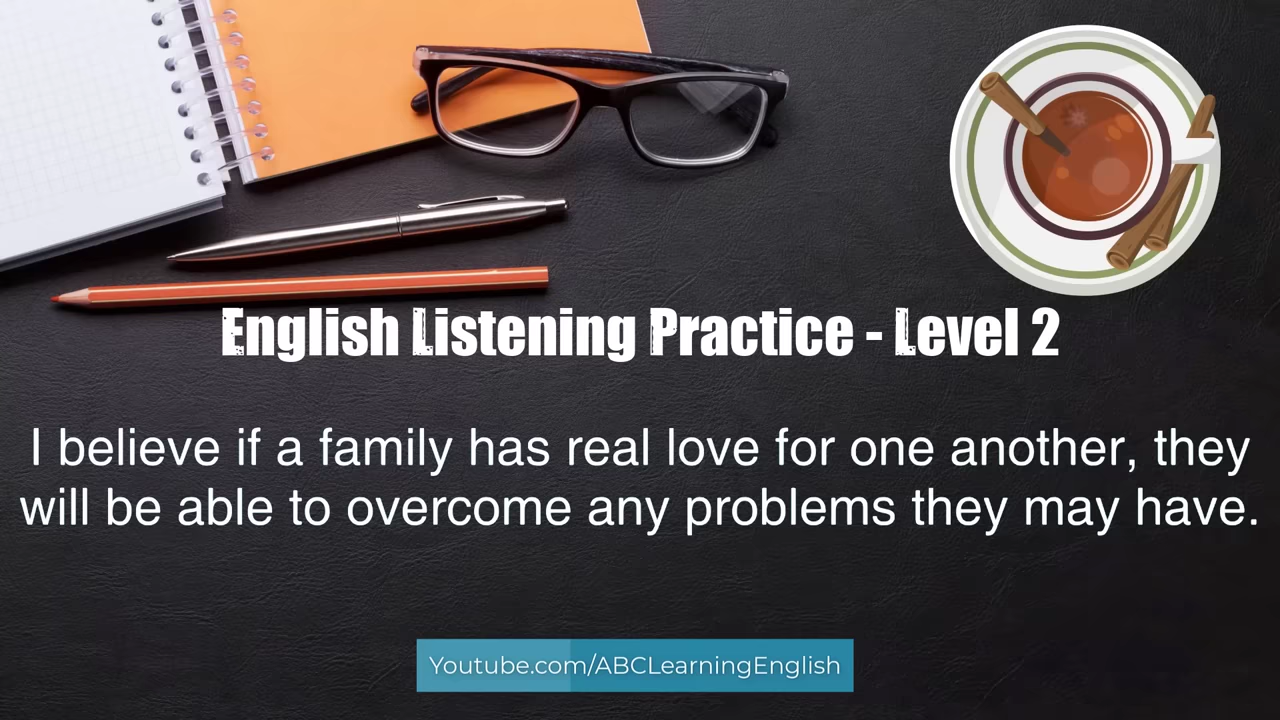 English Listening Practice - Level 2
I believe if a family has real love for one another, they
will be able to overcome any problems they may have.
Youtube.com/ABCLearningEnglish